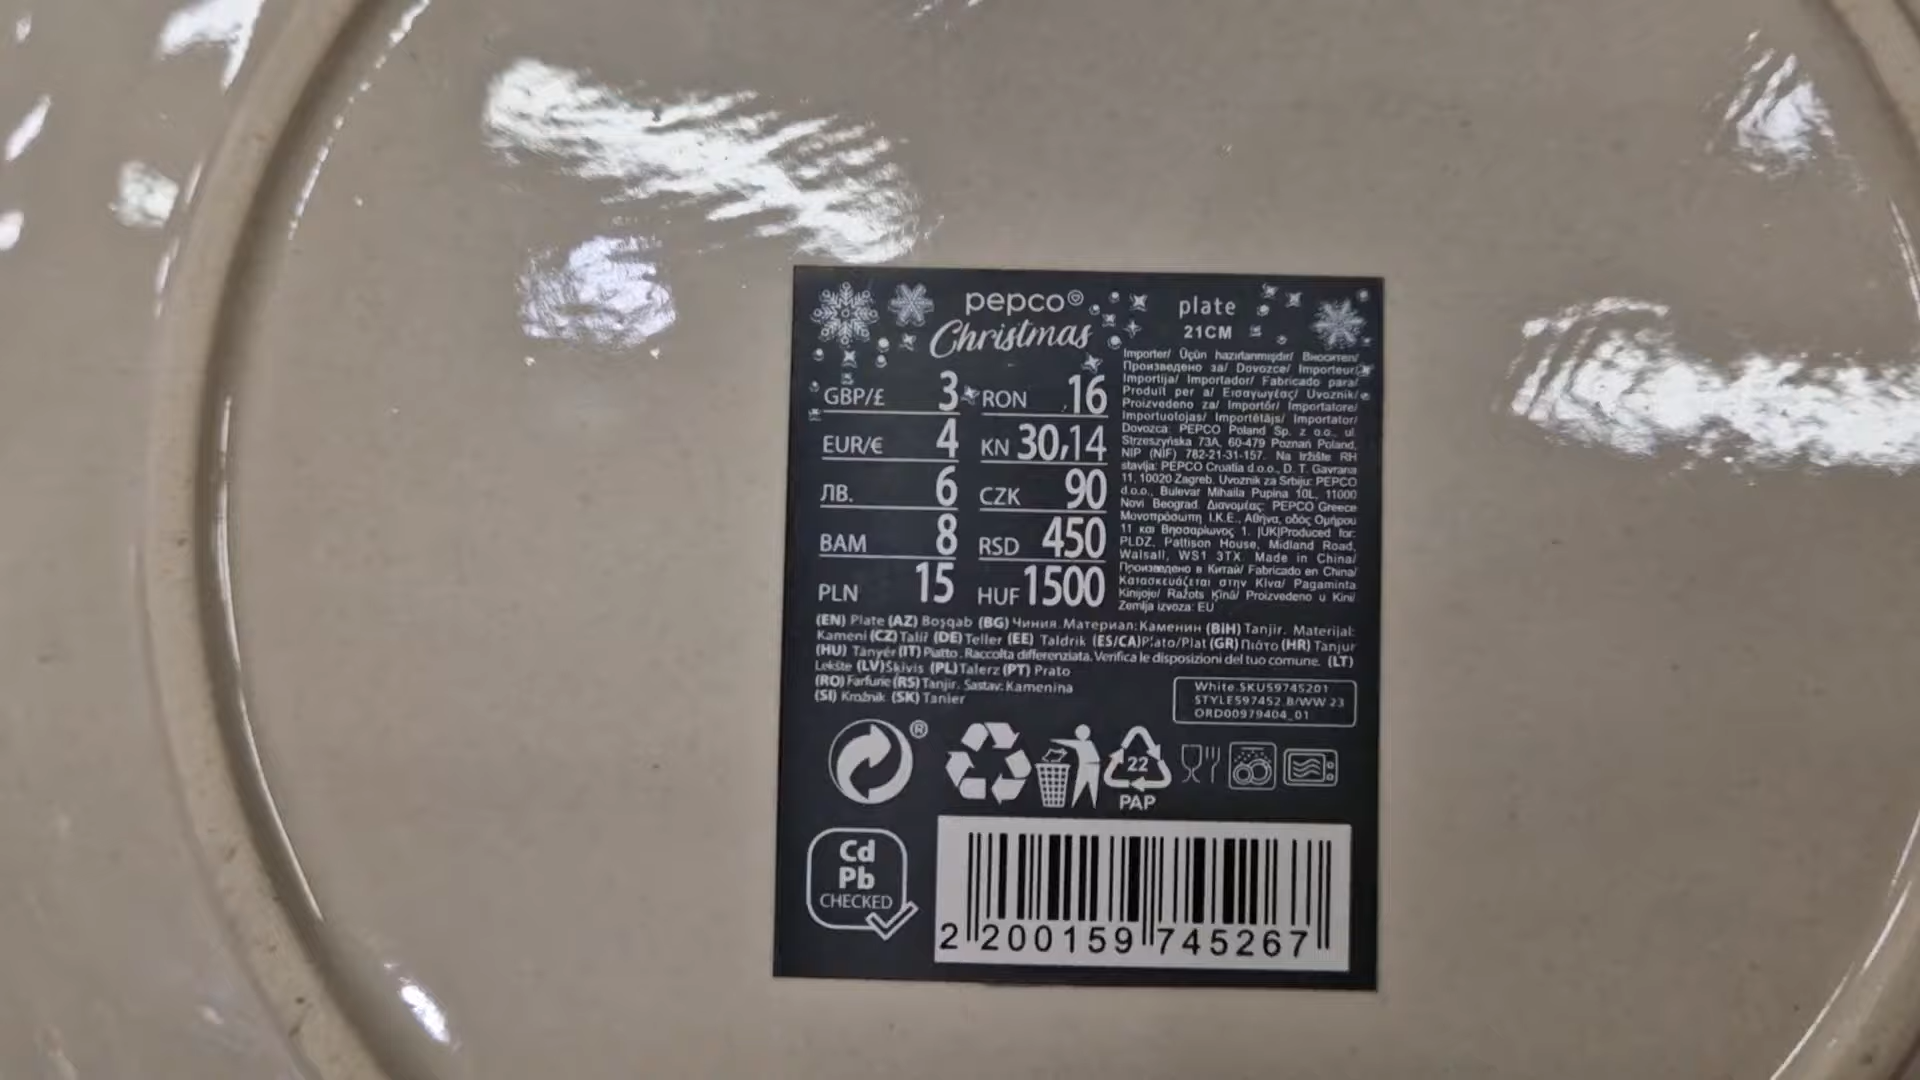 pepco®
Christmas
plate
21CM
GBP/£ 3
EUR/€ 4
ЛВ. 6
BAM 8
PLN 15
RON 16
KN 30,14
CZK 90
RSD 450
HUF 1500
Importer/ Üçün hazırlanmışdır/ Вносител/
Произведено за/ Dovozce/ Importeur/
Importija/ Importador/ Fabricado para/
Produit per a/ Εισαγωγέας/ Uvoznik/
Proizvedeno za/ Importőr/ Importatore/
Importuotojas/ Importētājs/ Importator/
Dovozca: PEPCO Poland Sp. z o.o., ul.
Strzeszyńska 73A, 60-479 Poznań Poland,
NIP (NIF) 782-21-31-157. Na tržište RH
stavlja: PEPCO Croatia d.o.o., D. T. Gavrana
11, 10020 Zagreb. Uvoznik za Srbiju: PEPCO
d.o.o., Bulevar Mihaila Pupina 10L, 11000
Novi Beograd. Διανομέας: PEPCO Greece
Μονοπρόσωπη Ι.Κ.Ε., Αθήνα, οδός Ομήρου
11 και Βησσαρίωνος 1. |UK|Produced for:
PLDZ, Pattison House, Midland Road,
Walsall, WS1 3TX. Made in China/
Произведено в Китай/ Fabricado en China/
Κατασκευάζεται στην Κίνα/ Pagaminta
Kinijoje/ Ražots Ķīnā/ Proizvedeno u Kini/
Zemlja izvoza: EU
(EN) Plate (AZ) Boşqab (BG) Чиния. Материал: Каменин (BiH) Tanjir. Materijal:
Kameni (CZ) Talíř (DE) Teller (EE) Taldrik (ES/CA) Plato/Plat (GR) Πιάτο (HR) Tanjur
(HU) Tányér (IT) Piatto. Raccolta differenziata. Verifica le disposizioni del tuo comune. (LT)
Lėkštė (LV) Šķīvis (PL) Talerz (PT) Prato
(RO) Farfurie (RS) Tanjir. Sastav: Kamenina
(SI) Krožnik (SK) Tanier
White SKU59745201
STYLE597452 B/WW 23
ORD00979404_01
®
22
PAP
Cd
Pb
CHECKED
2 200159 745267